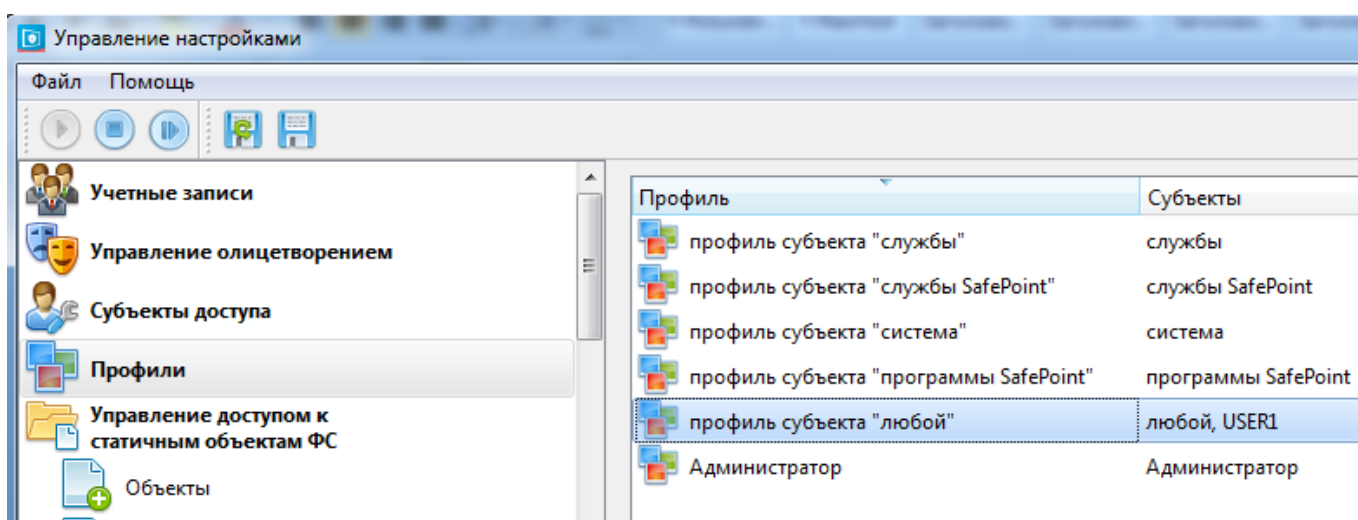 Управление настройками
Файл Помощь
Учетные записи
Управление олицетворением
Субъекты доступа
Профили
Управление доступом к
статичным объектам ФС
Объекты
Профиль Субъекты
профиль субъекта "службы" службы
профиль субъекта "службы SafePoint" службы SafePoint
профиль субъекта "система" система
профиль субъекта "программы SafePoint" программы SafePoint
профиль субъекта "любой" любой, USER1
Администратор Администратор